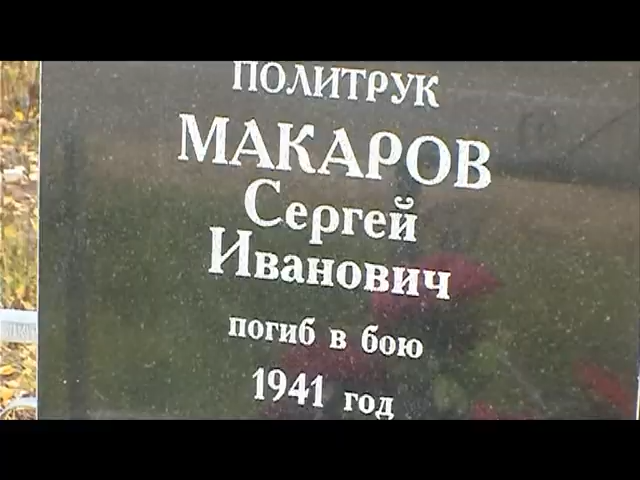 ПОЛИТРУК
МАКАРОВ
Сергей
Иванович
погиб в бою
1941 год